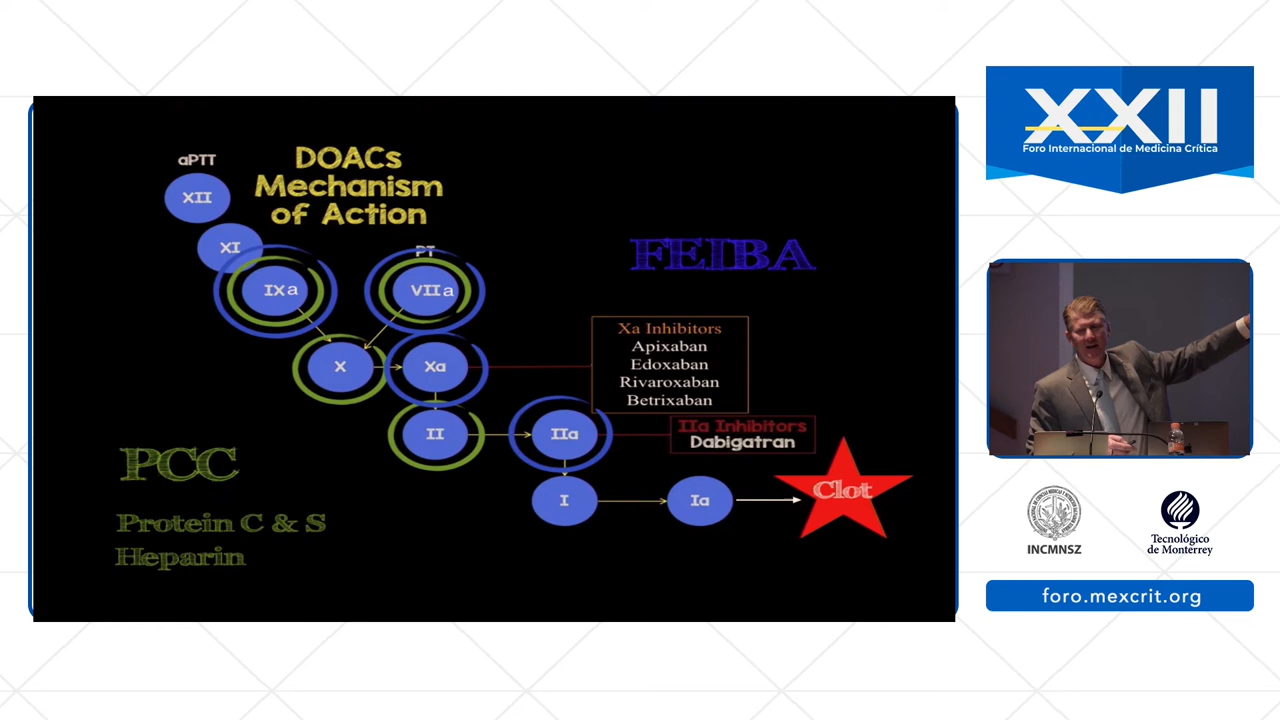 aPTT
DOACs
Mechanism
of Action
XII
XI
PT
IXa
VIIa
X
Xa
II
IIa
I
Ia
Clot
FEIBA
Xa Inhibitors
Apixaban
Edoxaban
Rivaroxaban
Betrixaban
IIa Inhibitors
Dabigatran
PCC
Protein C & S
Heparin
XXII
Foro Internacional de Medicina Crítica
INCMNSZ
Tecnológico
de Monterrey
foro.mexcrit.org